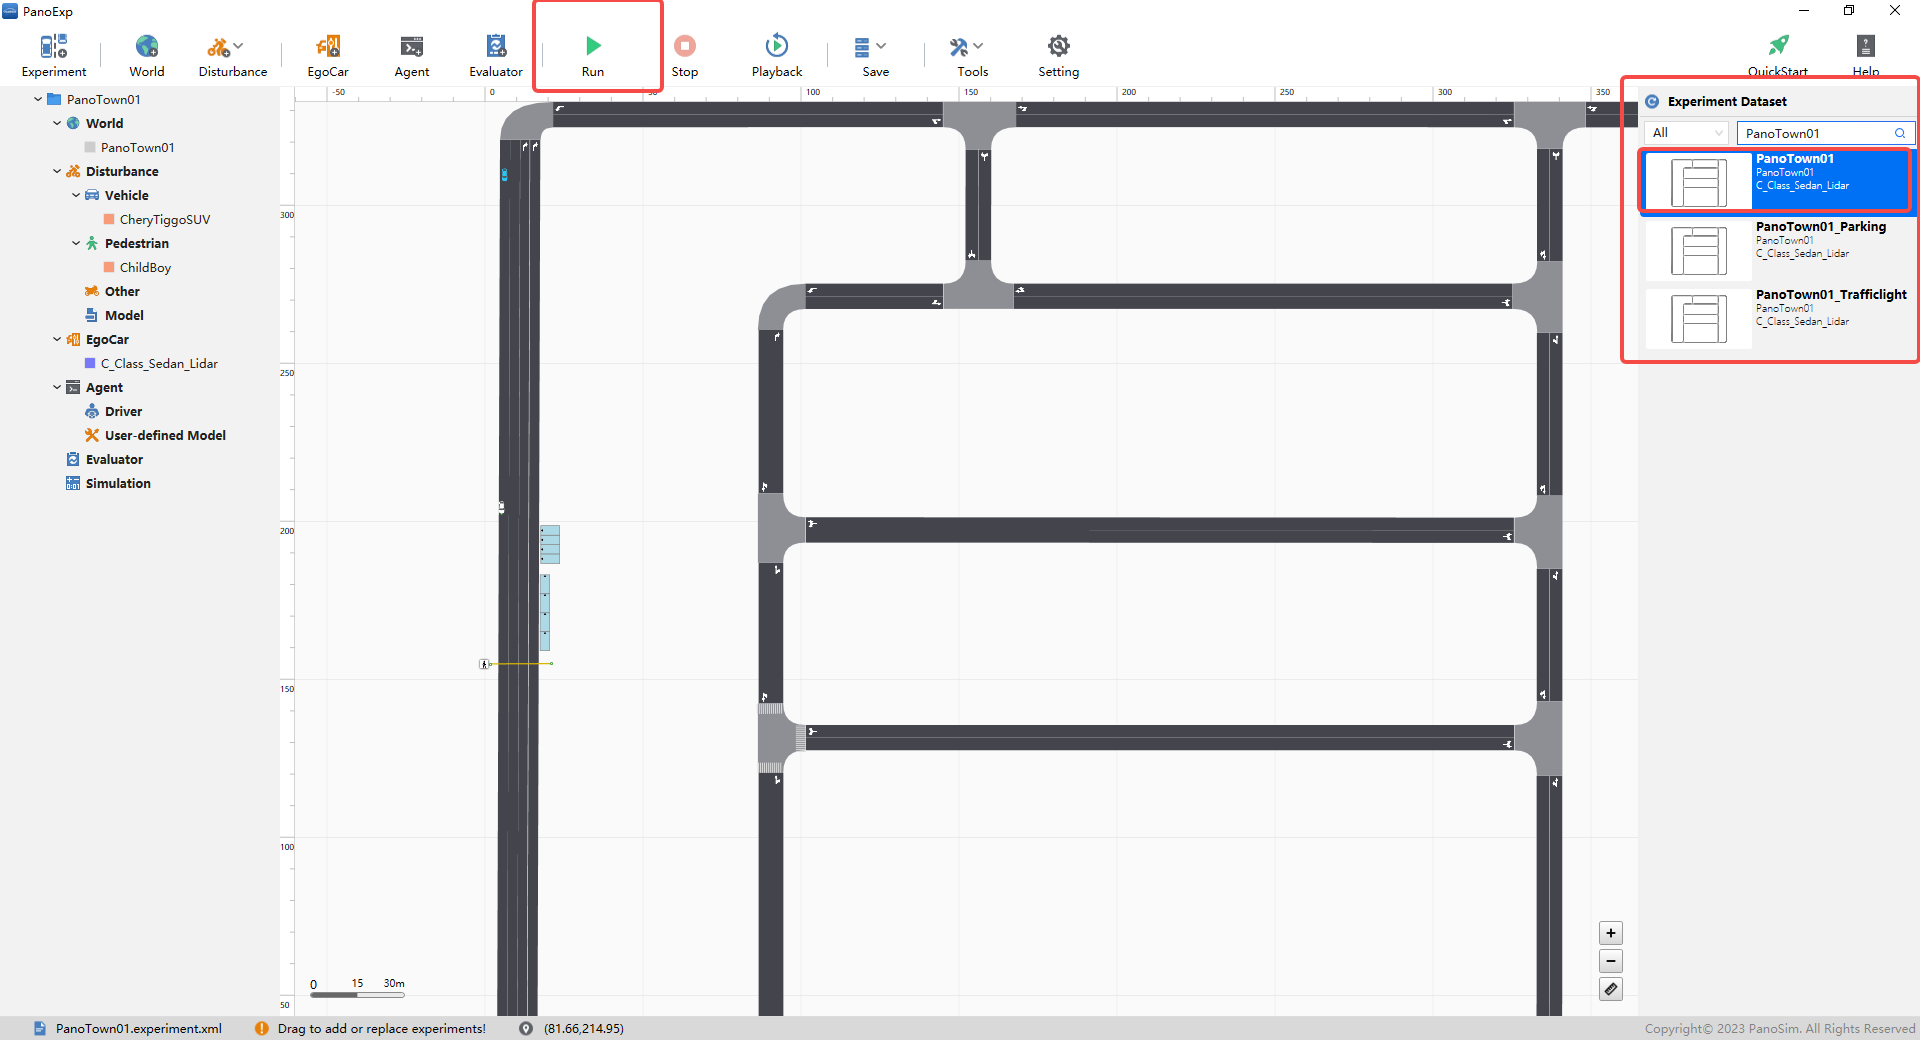 PanoExp
Experiment
World
Disturbance
EgoCar
Agent
Evaluator
Run
Stop
Playback
Save
Tools
Setting
QuickStart
Help
PanoTown01
World
PanoTown01
Disturbance
Vehicle
CheryTiggoSUV
Pedestrian
ChildBoy
Other
Model
EgoCar
C_Class_Sedan_Lidar
Agent
Driver
User-defined Model
Evaluator
Simulation
-50
0
50
100
150
200
250
300
350
300
250
200
150
100
50
0
15
30m
Experiment Dataset
All
PanoTown01
PanoTown01
PanoTown01
C_Class_Sedan_Lidar
PanoTown01_Parking
PanoTown01
C_Class_Sedan_Lidar
PanoTown01_Trafficlight
PanoTown01
C_Class_Sedan_Lidar
PanoTown01.experiment.xml
Drag to add or replace experiments!
(81.66,214.95)
Copyright© 2023 PanoSim. All Rights Reserved